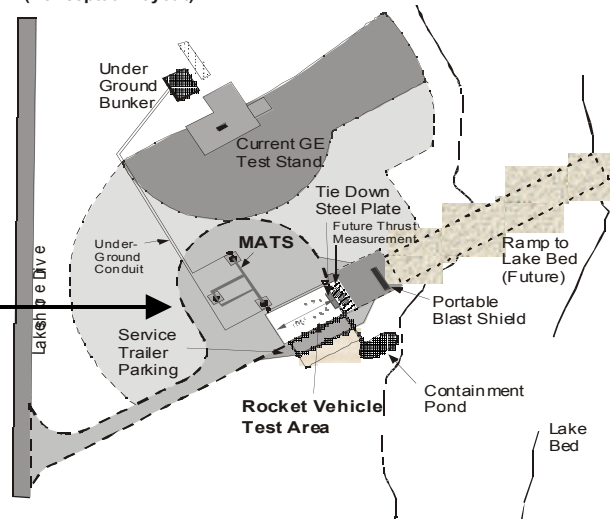 Under
Ground
Bunker
Current GE
Test Stand
Tie Down
Steel Plate
Future Thrust
Measurement
MATS
Under-
Ground
Conduit
Ramp to
Lake Bed
(Future)
Portable
Blast Shield
Service
Trailer
Parking
Containment
Pond
Rocket Vehicle
Test Area
Lake
Bed